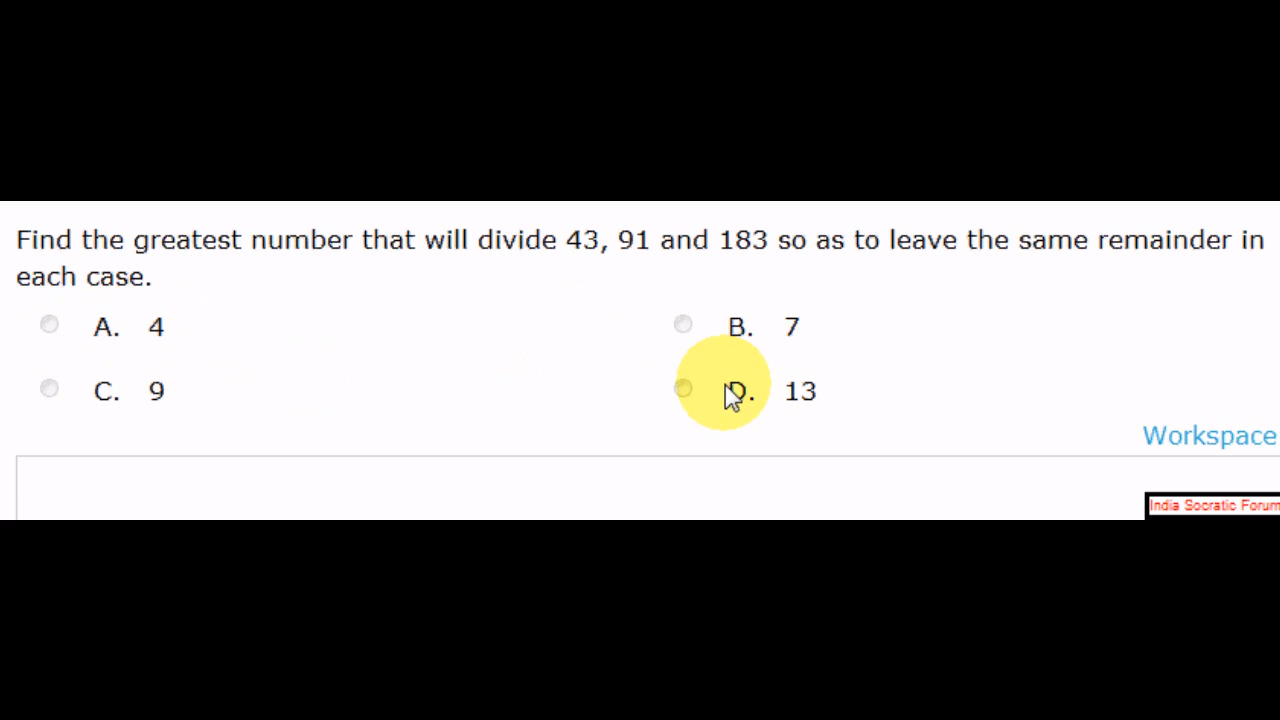 Find the greatest number that will divide 43, 91 and 183 so as to leave the same remainder in
each case.
A. 4
B. 7
C. 9
D. 13
Workspace
India Socratic Forum